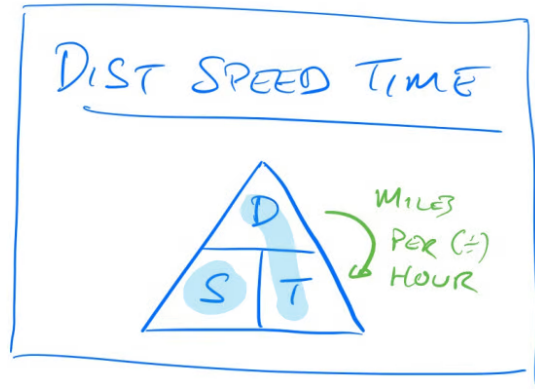 DIST SPEED TIME
D
S T
MILES
PER (÷)
HOUR